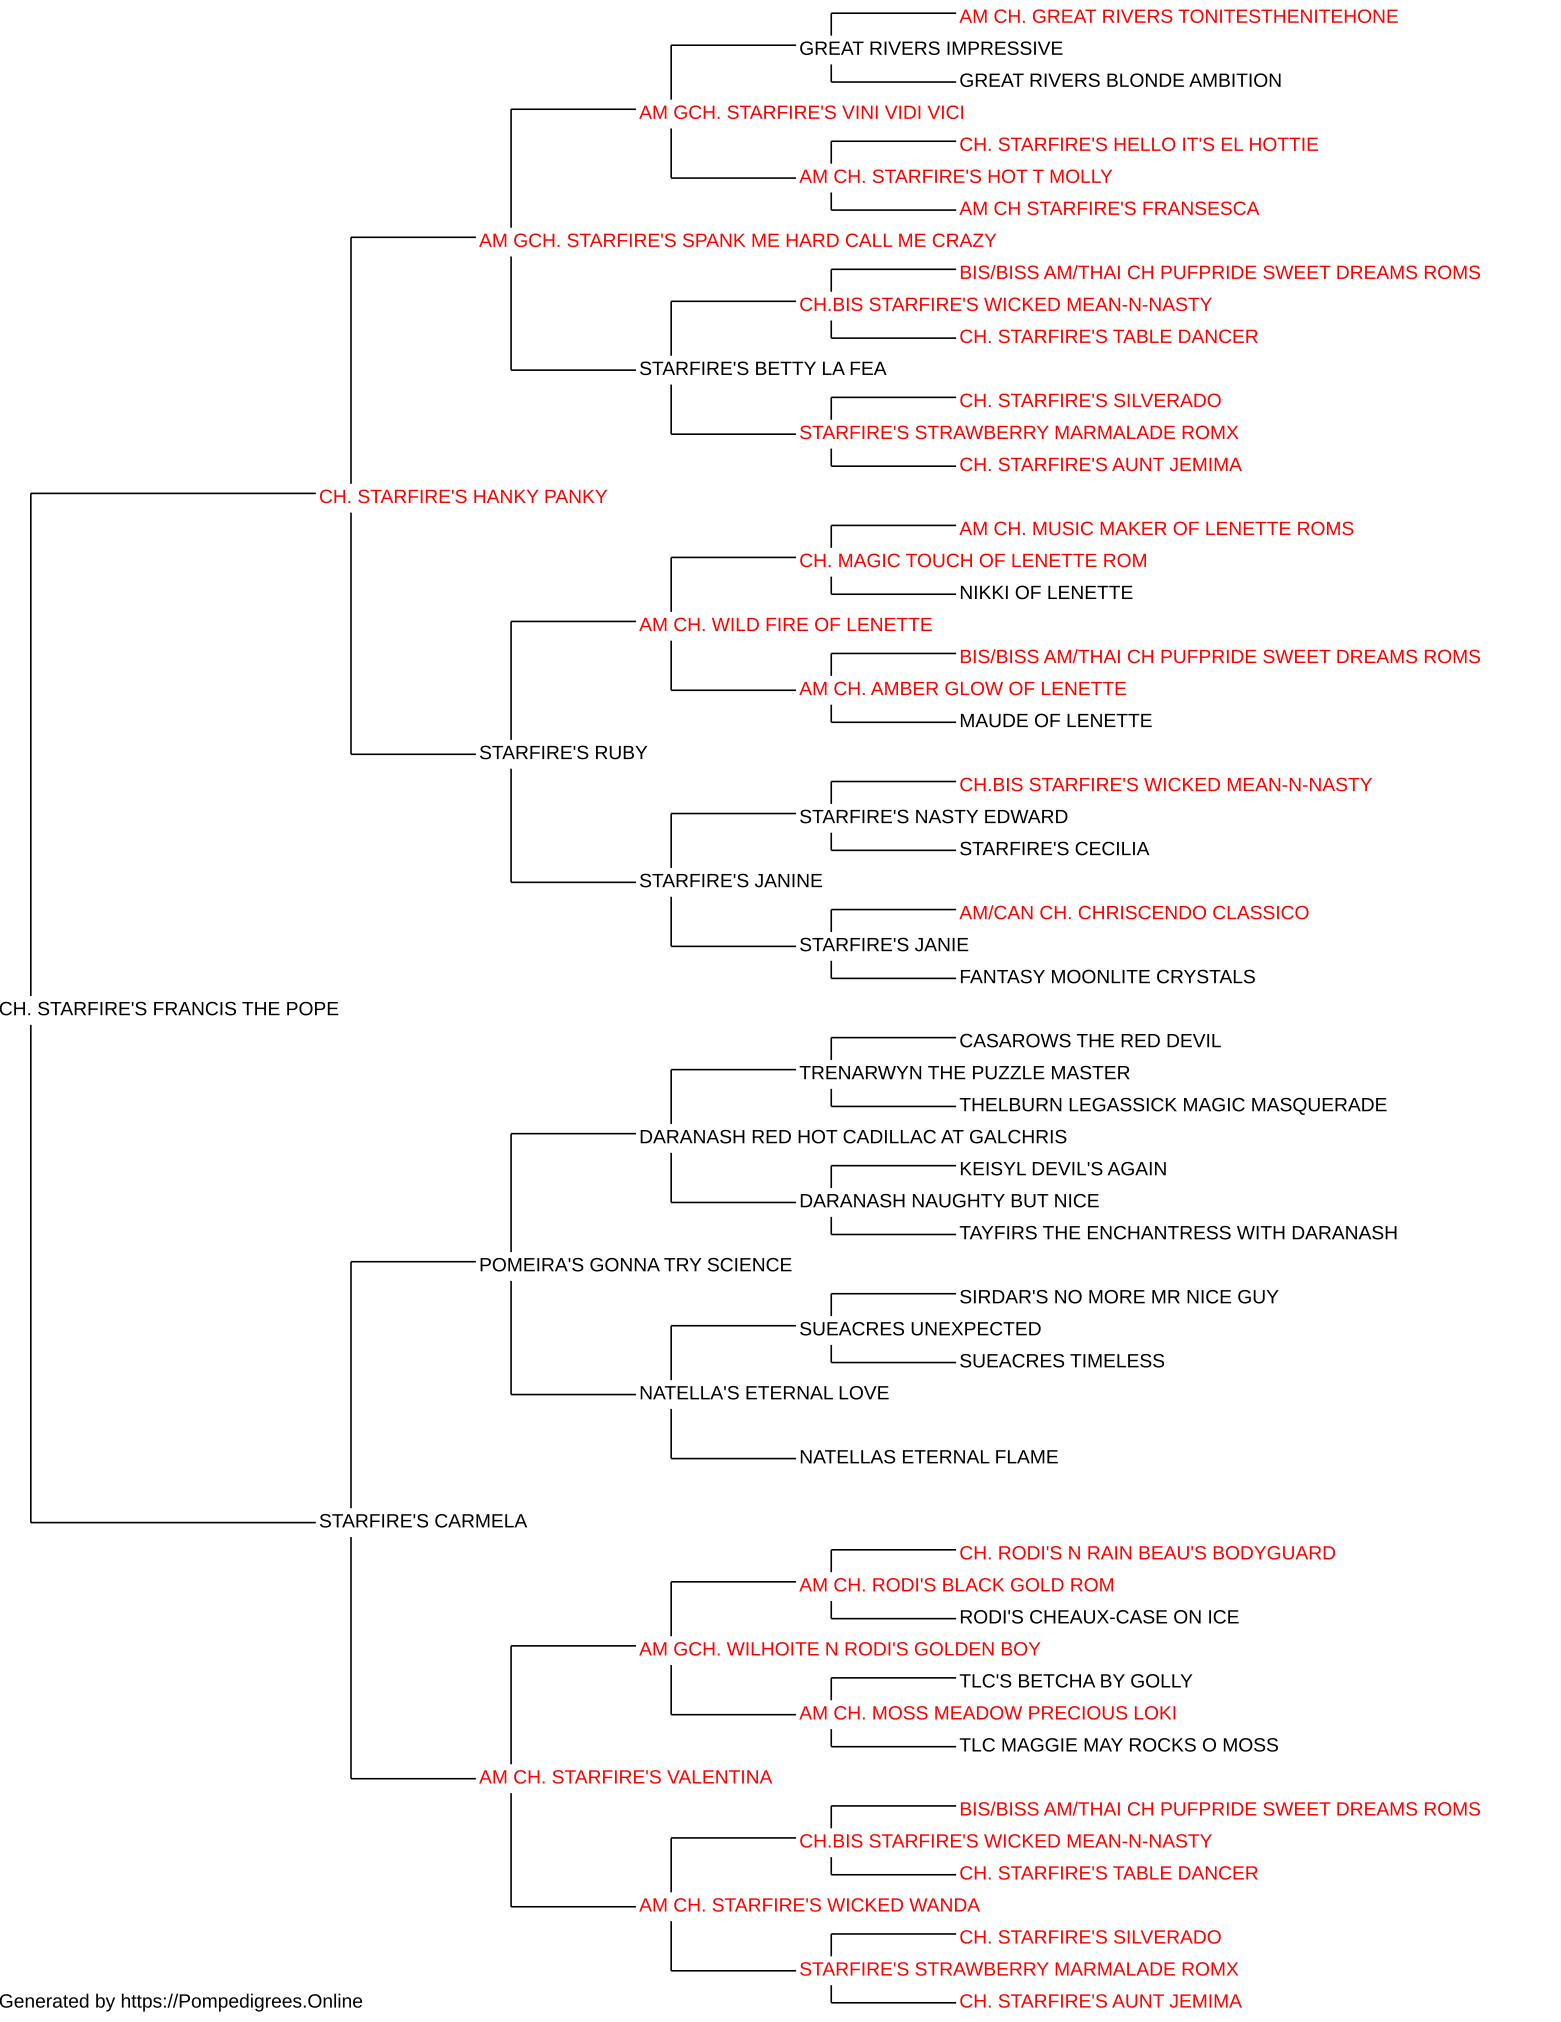 AM CH. GREAT RIVERS TONITESTHENITEHONE
GREAT RIVERS IMPRESSIVE
GREAT RIVERS BLONDE AMBITION
AM GCH. STARFIRE'S VINI VIDI VICI
CH. STARFIRE'S HELLO IT'S EL HOTTIE
AM CH. STARFIRE'S HOT T MOLLY
AM CH STARFIRE'S FRANSESCA
AM GCH. STARFIRE'S SPANK ME HARD CALL ME CRAZY
BIS/BISS AM/THAI CH PUFPRIDE SWEET DREAMS ROMS
CH.BIS STARFIRE'S WICKED MEAN-N-NASTY
CH. STARFIRE'S TABLE DANCER
STARFIRE'S BETTY LA FEA
CH. STARFIRE'S SILVERADO
STARFIRE'S STRAWBERRY MARMALADE ROMX
CH. STARFIRE'S AUNT JEMIMA
CH. STARFIRE'S HANKY PANKY
AM CH. MUSIC MAKER OF LENETTE ROMS
CH. MAGIC TOUCH OF LENETTE ROM
NIKKI OF LENETTE
AM CH. WILD FIRE OF LENETTE
BIS/BISS AM/THAI CH PUFPRIDE SWEET DREAMS ROMS
AM CH. AMBER GLOW OF LENETTE
MAUDE OF LENETTE
STARFIRE'S RUBY
CH.BIS STARFIRE'S WICKED MEAN-N-NASTY
STARFIRE'S NASTY EDWARD
STARFIRE'S CECILIA
STARFIRE'S JANINE
AM/CAN CH. CHRISCENDO CLASSICO
STARFIRE'S JANIE
FANTASY MOONLITE CRYSTALS
CH. STARFIRE'S FRANCIS THE POPE
CASAROWS THE RED DEVIL
TRENARWYN THE PUZZLE MASTER
THELBURN LEGASSICK MAGIC MASQUERADE
DARANASH RED HOT CADILLAC AT GALCHRIS
KEISYL DEVIL'S AGAIN
DARANASH NAUGHTY BUT NICE
TAYFIRS THE ENCHANTRESS WITH DARANASH
POMEIRA'S GONNA TRY SCIENCE
SIRDAR'S NO MORE MR NICE GUY
SUEACRES UNEXPECTED
SUEACRES TIMELESS
NATELLA'S ETERNAL LOVE
NATELLAS ETERNAL FLAME
STARFIRE'S CARMELA
CH. RODI'S N RAIN BEAU'S BODYGUARD
AM CH. RODI'S BLACK GOLD ROM
RODI'S CHEAUX-CASE ON ICE
AM GCH. WILHOITE N RODI'S GOLDEN BOY
TLC'S BETCHA BY GOLLY
AM CH. MOSS MEADOW PRECIOUS LOKI
TLC MAGGIE MAY ROCKS O MOSS
AM CH. STARFIRE'S VALENTINA
BIS/BISS AM/THAI CH PUFPRIDE SWEET DREAMS ROMS
CH.BIS STARFIRE'S WICKED MEAN-N-NASTY
CH. STARFIRE'S TABLE DANCER
AM CH. STARFIRE'S WICKED WANDA
CH. STARFIRE'S SILVERADO
STARFIRE'S STRAWBERRY MARMALADE ROMX
CH. STARFIRE'S AUNT JEMIMA
Generated by https://Pompedigrees.Online